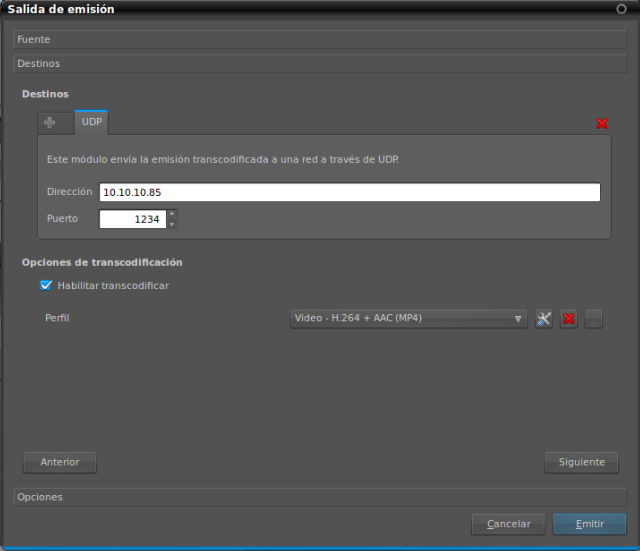 Salida de emisión
Fuente
Destinos
Destinos
UDP
Este módulo envía la emisión transcodificada a una red a través de UDP.
Dirección 10.10.10.85
Puerto 1234
Opciones de transcodificación
Habilitar transcodificar
Perfil Video - H.264 + AAC (MP4)
Anterior Siguiente
Opciones
Cancelar Emitir